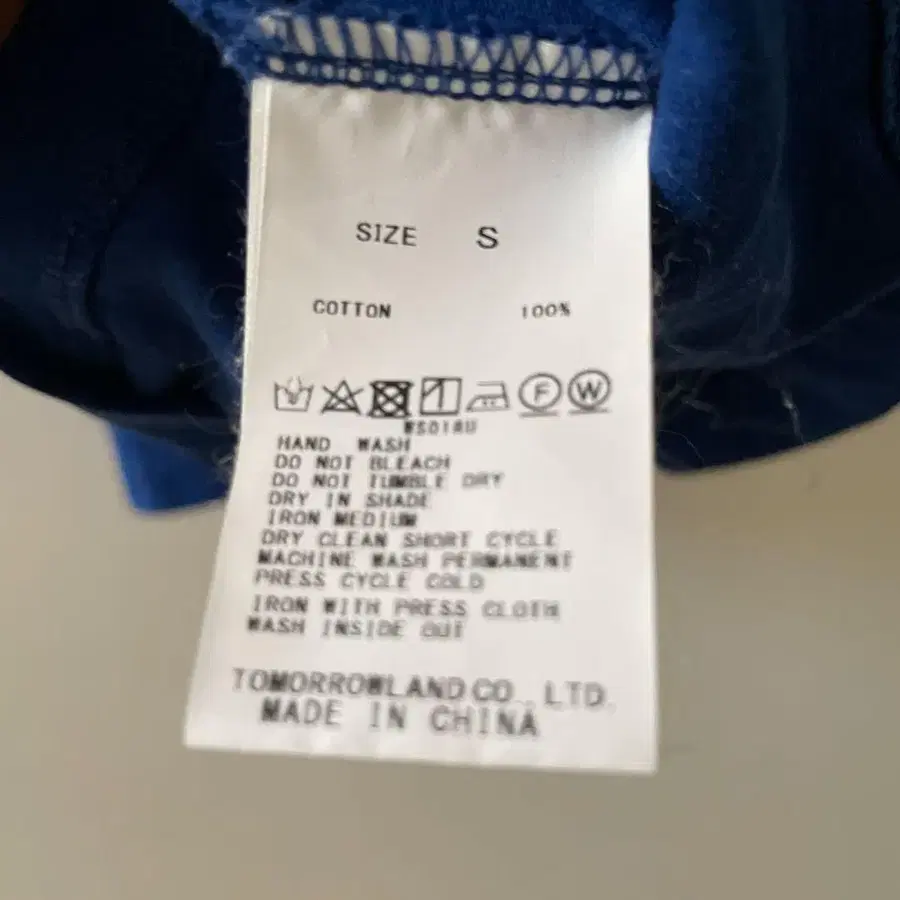 SIZE S
COTTON 100%
F W
WS018U
HAND WASH
DO NOT BLEACH
DO NOT TUMBLE DRY
DRY IN SHADE
IRON MEDIUM
DRY CLEAN SHORT CYCLE
MACHINE WASH PERMANENT
PRESS CYCLE COLD
IRON WITH PRESS CLOTH
WASH INSIDE OUT
TOMORROWLAND CO., LTD.
MADE IN CHINA